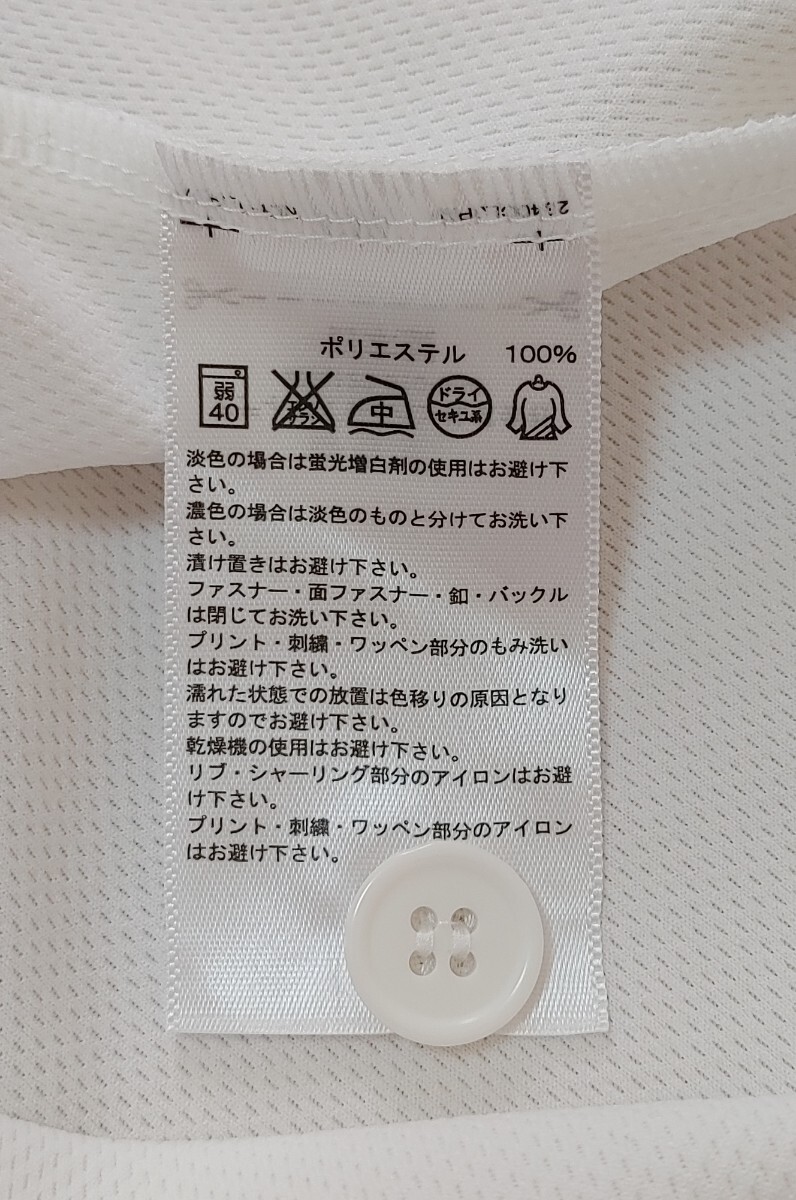 ポリエステル 100%
弱
40
エンソ
サラシ
中
ドライ
セキユ系
淡色の場合は蛍光増白剤の使用はお避け下
さい。
濃色の場合は淡色のものと分けてお洗い下
さい。
漬け置きはお避け下さい。
ファスナー・面ファスナー・釦・バックル
は閉じてお洗い下さい。
プリント・刺繍・ワッペン部分のもみ洗い
はお避け下さい。
濡れた状態での放置は色移りの原因となり
ますのでお避け下さい。
乾燥機の使用はお避け下さい。
リブ・シャーリング部分のアイロンはお避
け下さい。
プリント・刺繍・ワッペン部分のアイロン
はお避け下さい。